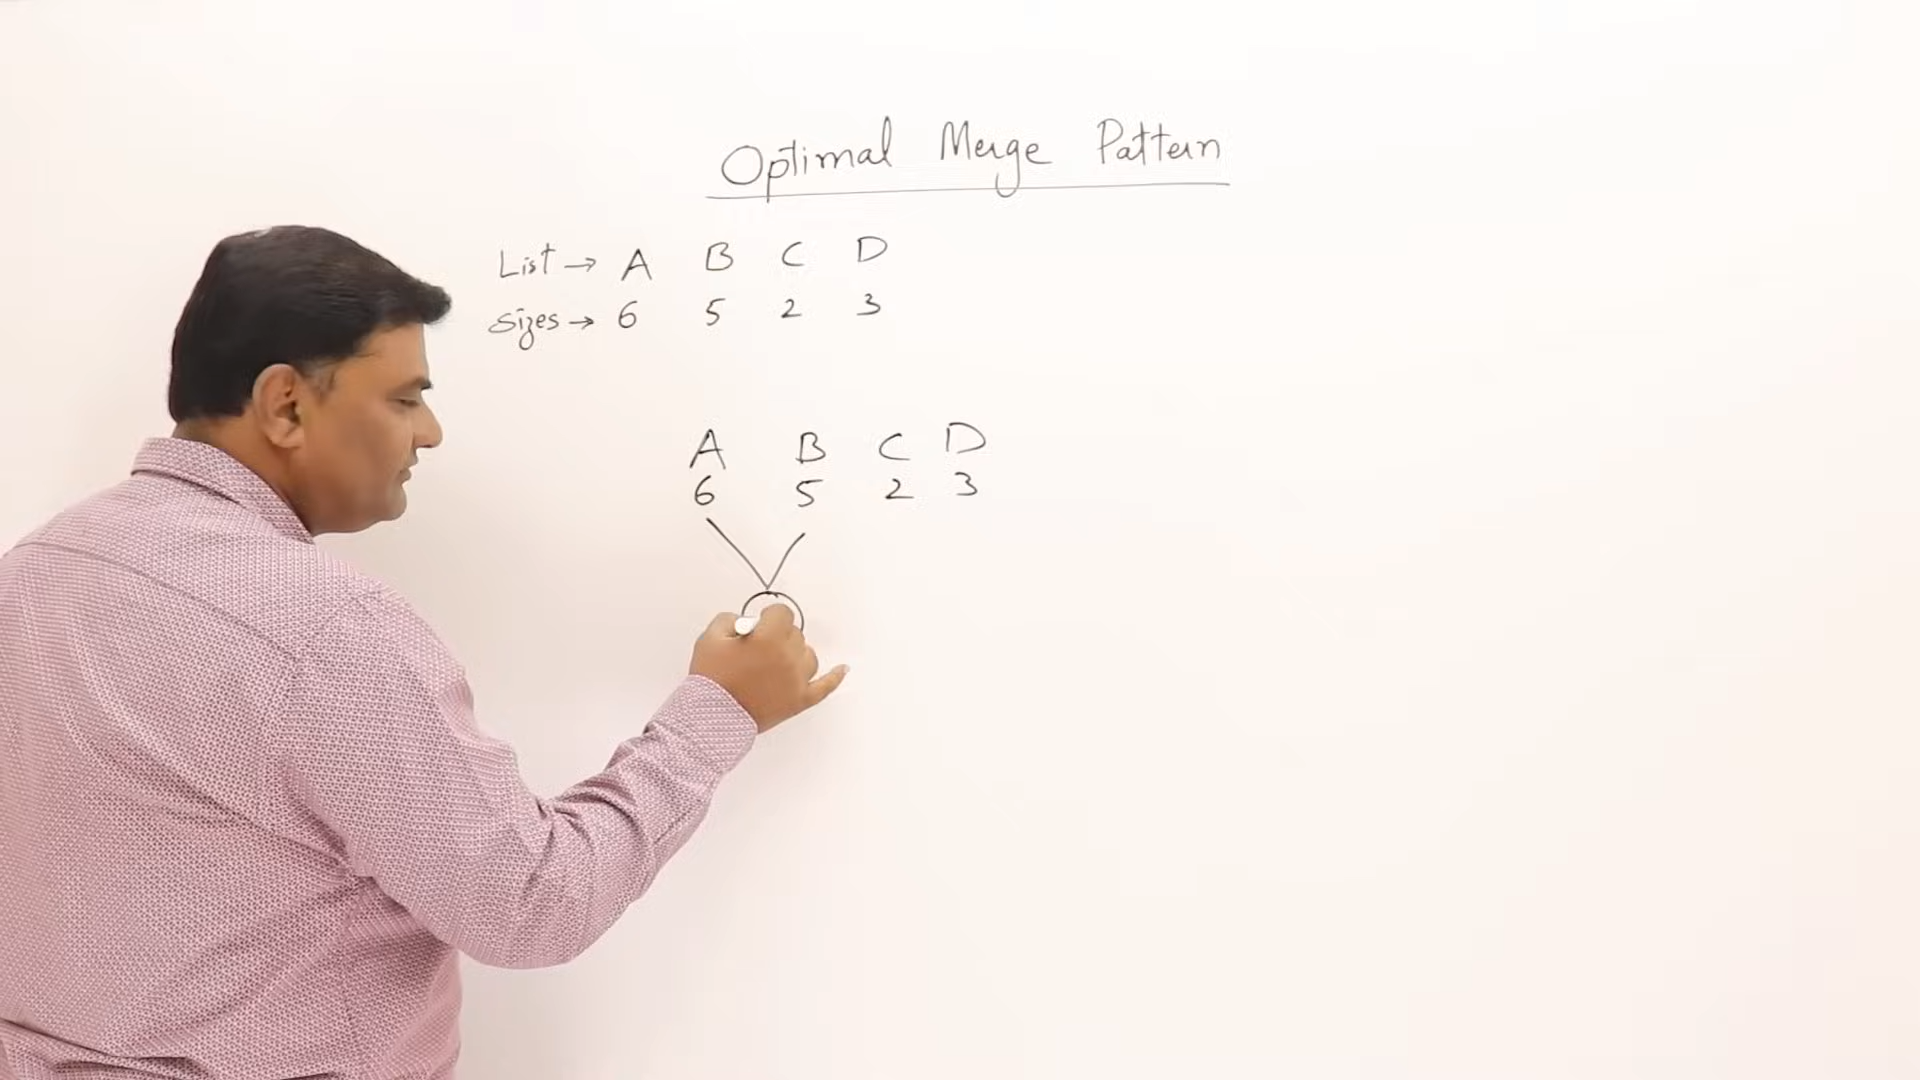 Optimal Merge Pattern
List → A B C D
Sizes → 6 5 2 3
A B C D
6 5 2 3